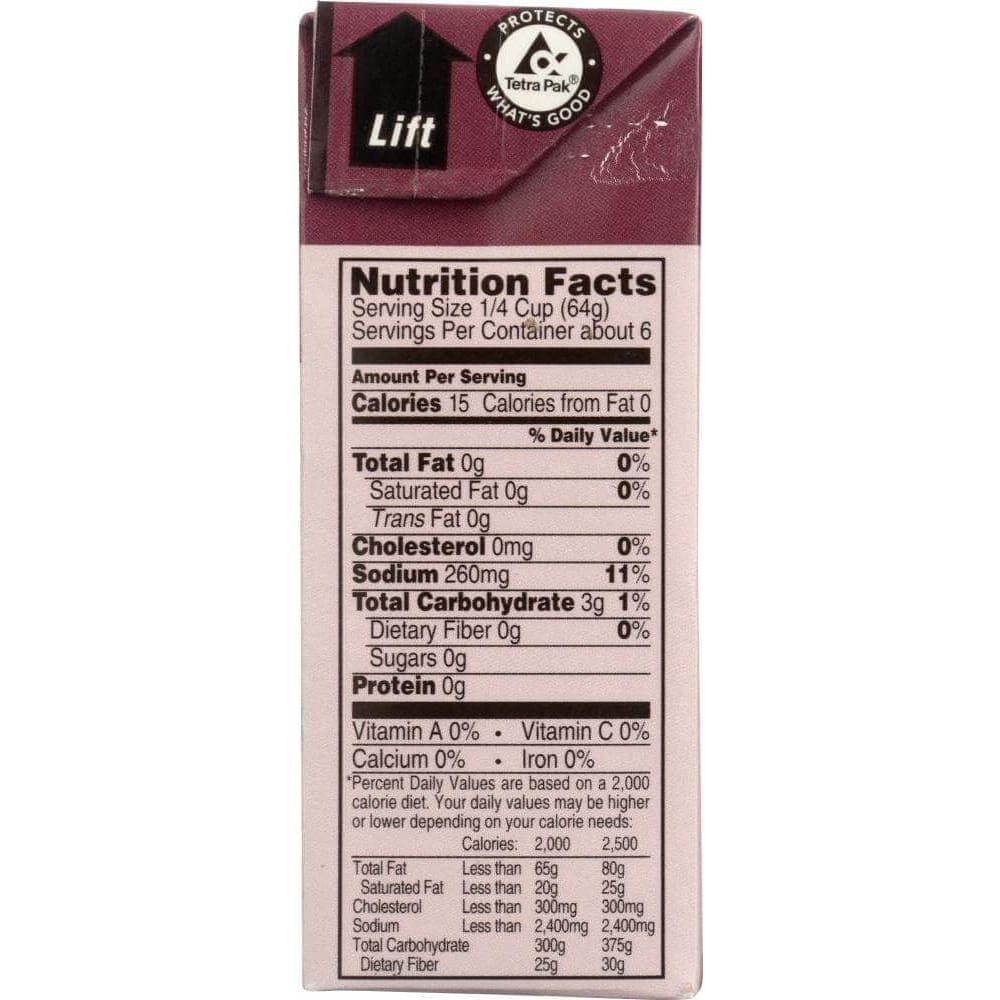 PROTECTS
Tetra Pak®
WHAT'S GOOD
Lift
Nutrition Facts
Serving Size 1/4 Cup (64g)
Servings Per Container about 6
Amount Per Serving
Calories 15 Calories from Fat 0
% Daily Value*
Total Fat 0g 0%
Saturated Fat 0g 0%
Trans Fat 0g
Cholesterol 0mg 0%
Sodium 260mg 11%
Total Carbohydrate 3g 1%
Dietary Fiber 0g 0%
Sugars 0g
Protein 0g
Vitamin A 0% • Vitamin C 0%
Calcium 0% • Iron 0%
*Percent Daily Values are based on a 2,000
calorie diet. Your daily values may be higher
or lower depending on your calorie needs:
Calories: 2,000 2,500
Total Fat Less than 65g 80g
Saturated Fat Less than 20g 25g
Cholesterol Less than 300mg 300mg
Sodium Less than 2,400mg 2,400mg
Total Carbohydrate 300g 375g
Dietary Fiber 25g 30g